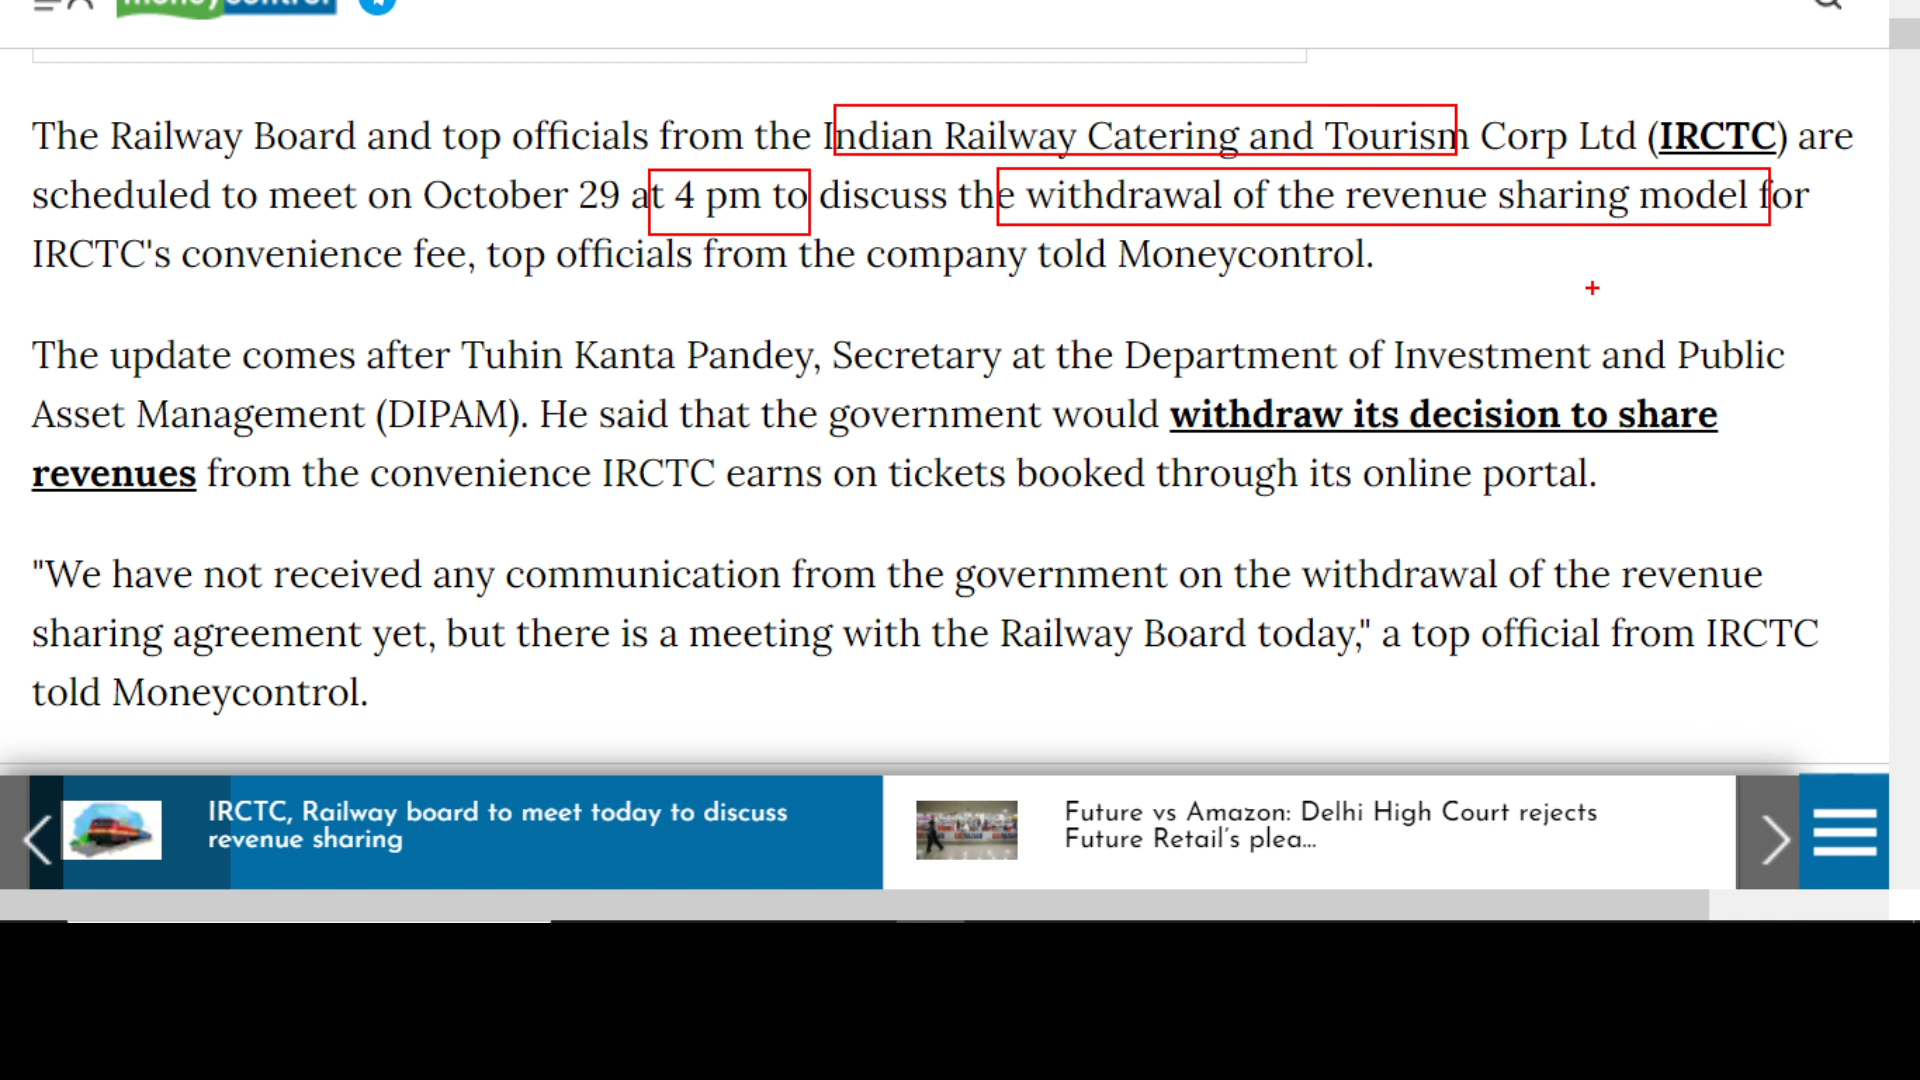 moneycontrol
The Railway Board and top officials from the Indian Railway Catering and Tourism Corp Ltd (IRCTC) are
scheduled to meet on October 29 at 4 pm to discuss the withdrawal of the revenue sharing model for
IRCTC's convenience fee, top officials from the company told Moneycontrol.
The update comes after Tuhin Kanta Pandey, Secretary at the Department of Investment and Public
Asset Management (DIPAM). He said that the government would withdraw its decision to share
revenues from the convenience IRCTC earns on tickets booked through its online portal.
"We have not received any communication from the government on the withdrawal of the revenue
sharing agreement yet, but there is a meeting with the Railway Board today," a top official from IRCTC
told Moneycontrol.
IRCTC, Railway board to meet today to discuss
revenue sharing
Future vs Amazon: Delhi High Court rejects
Future Retail's plea...